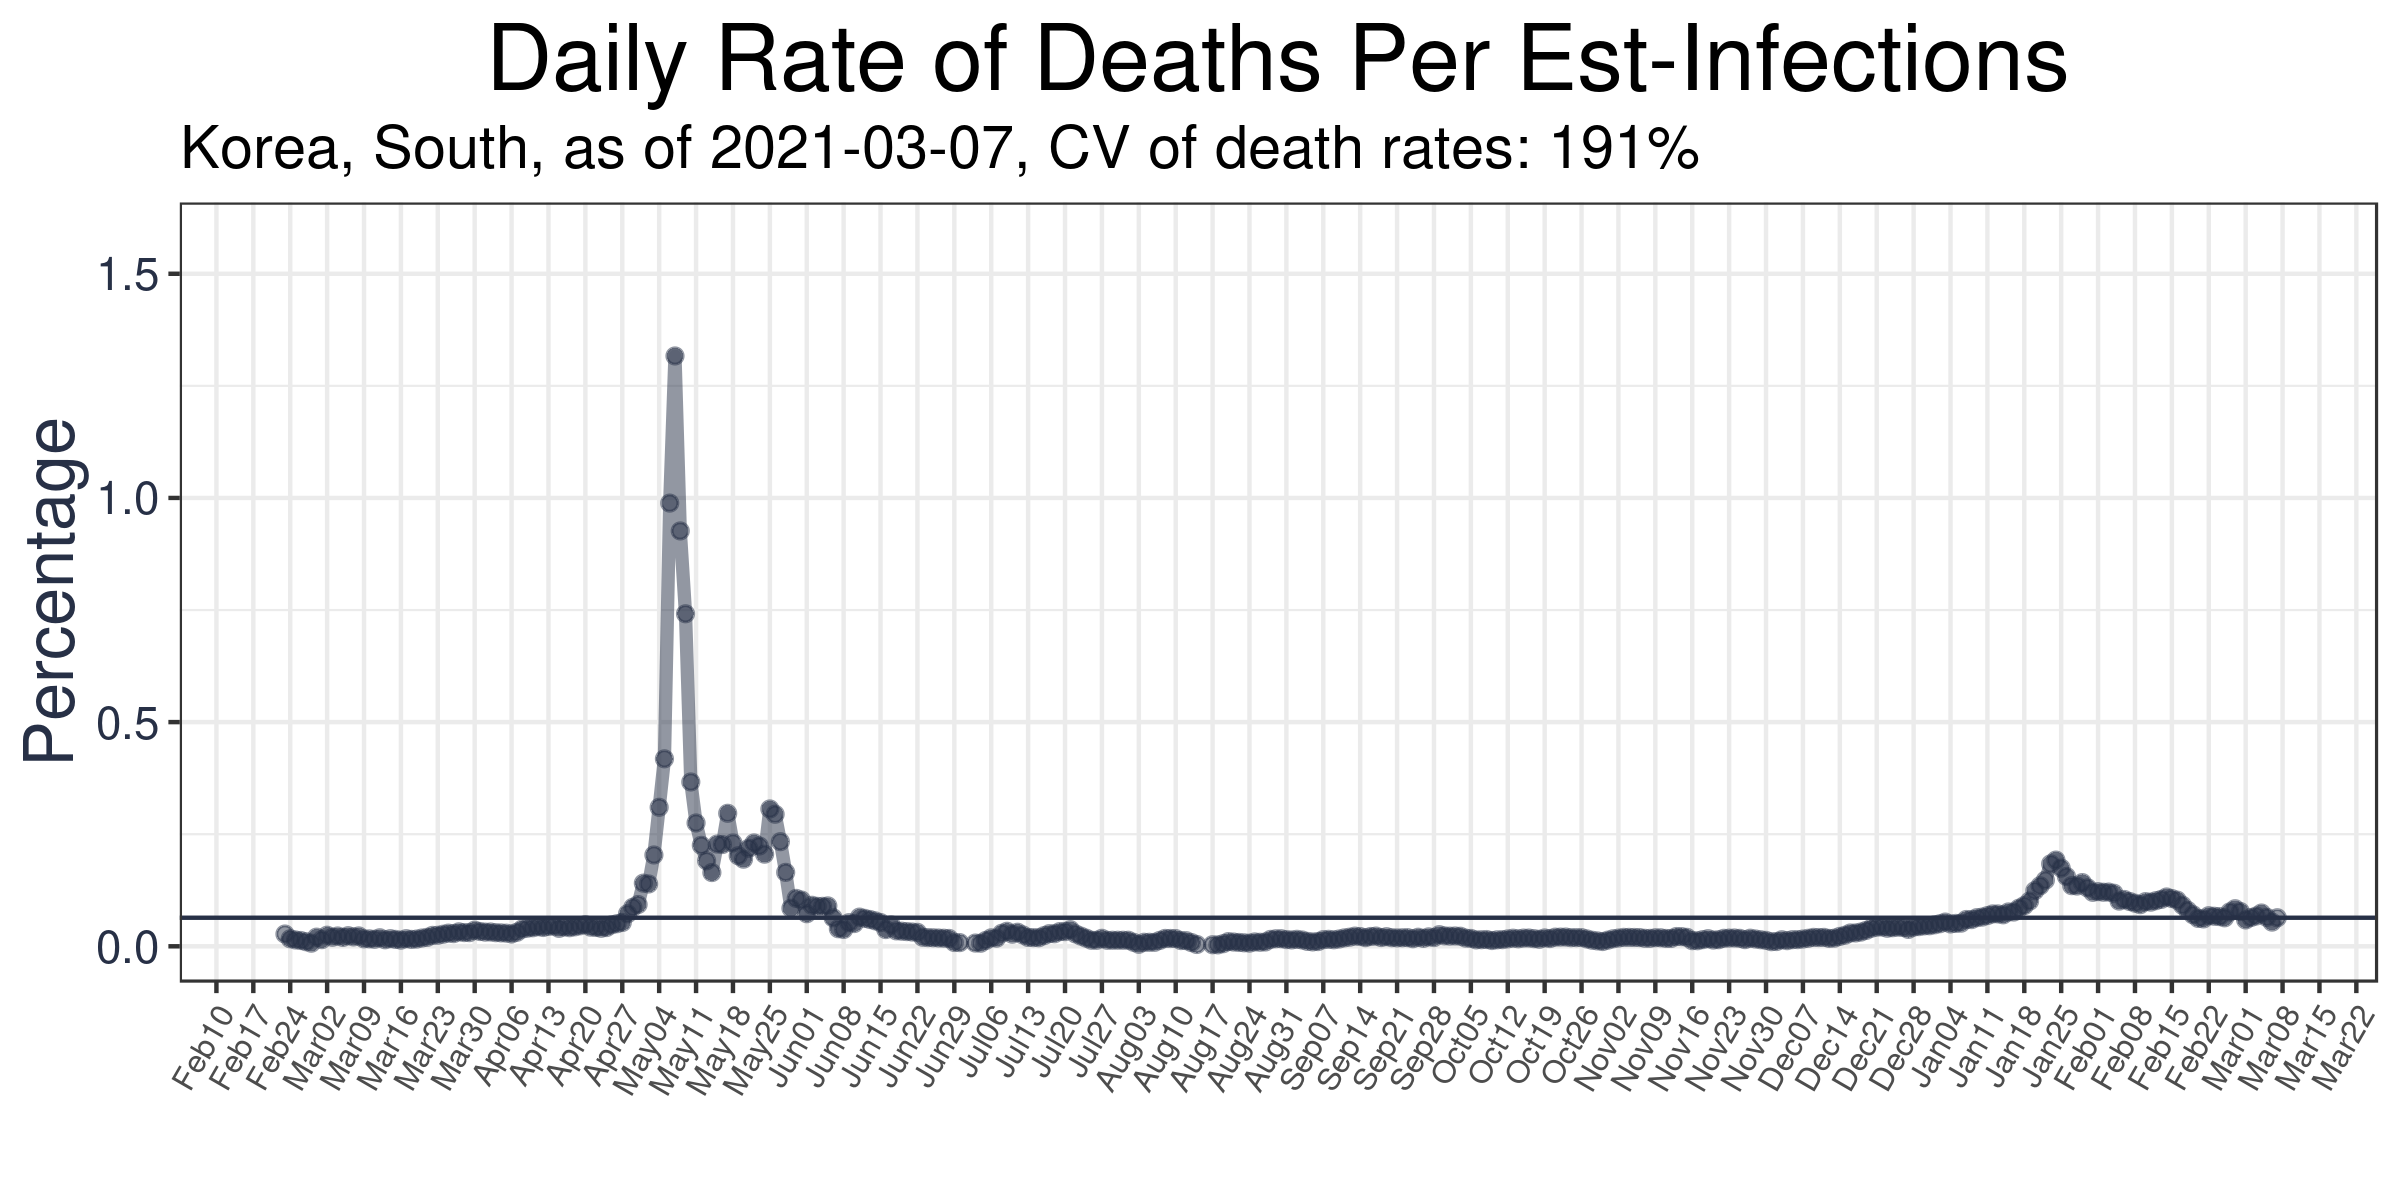 Daily Rate of Deaths Per Est-Infections
Korea, South, as of 2021-03-07, CV of death rates: 191%
Percentage
1.5
1.0
0.5
0.0
Feb10
Feb17
Feb24
Mar02
Mar09
Mar16
Mar23
Mar30
Apr06
Apr13
Apr20
Apr27
May04
May11
May18
May25
Jun01
Jun08
Jun15
Jun22
Jun29
Jul06
Jul13
Jul20
Jul27
Aug03
Aug10
Aug17
Aug24
Aug31
Sep07
Sep14
Sep21
Sep28
Oct05
Oct12
Oct19
Oct26
Nov02
Nov09
Nov16
Nov23
Nov30
Dec07
Dec14
Dec21
Dec28
Jan04
Jan11
Jan18
Jan25
Feb01
Feb08
Feb15
Feb22
Mar01
Mar08
Mar15
Mar22